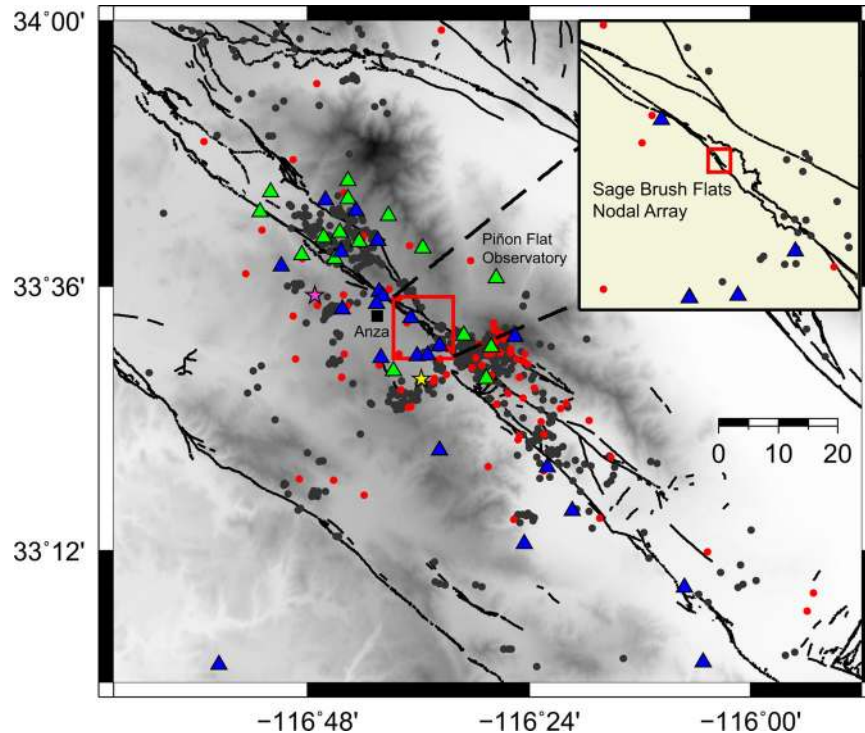 34°00'
Sage Brush Flats
Nodal Array
Piñon Flat
Observatory
33°36'
Anza
0 10 20
33°12'
−116°48'
−116°24'
−116°00'